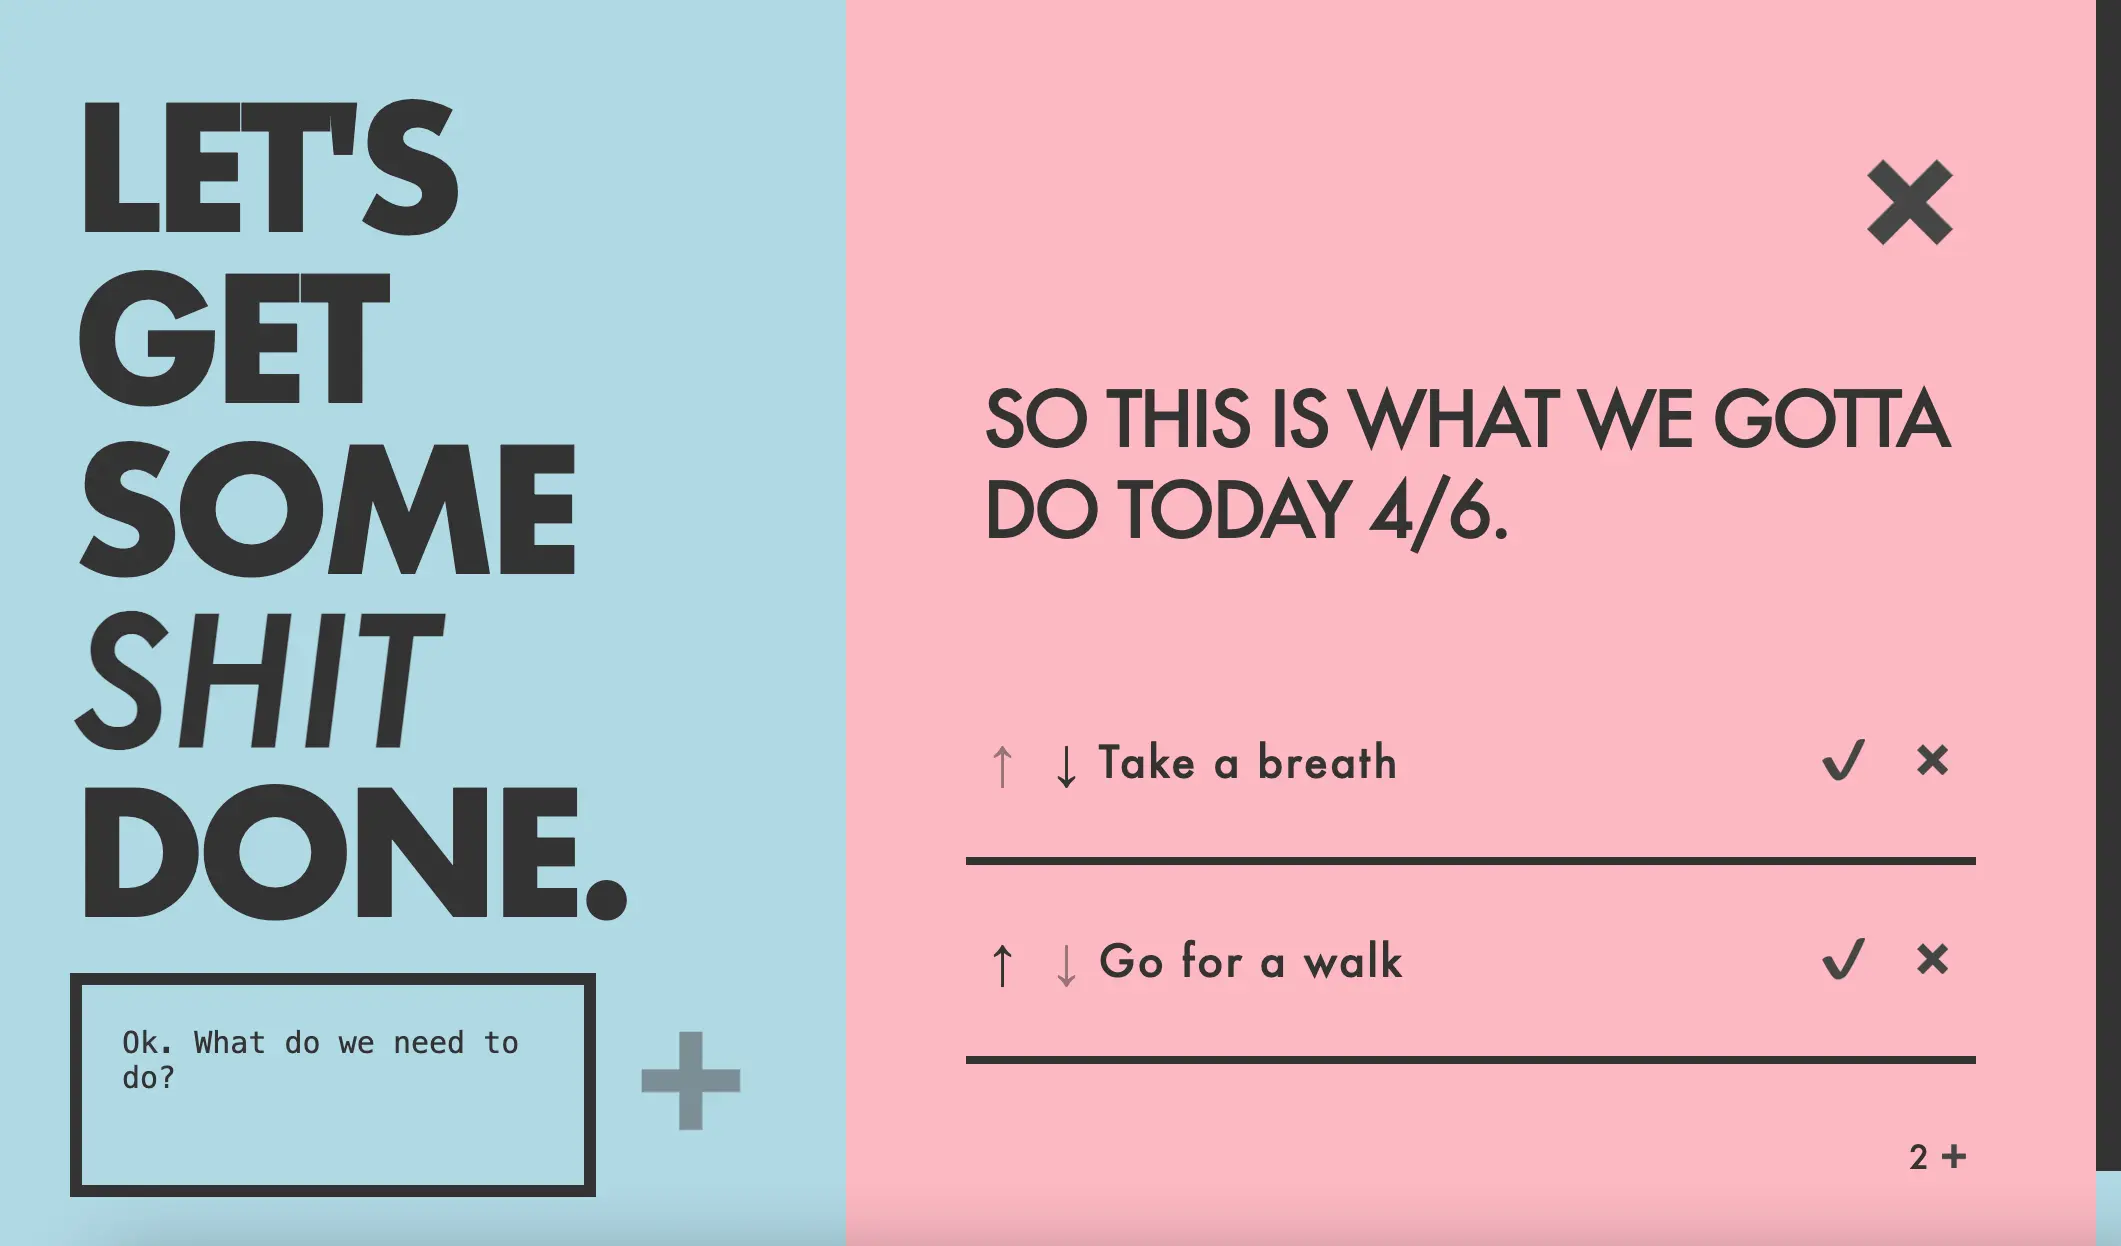 LET'S
GET
SOME
SHIT
DONE.
Ok. What do we need to
do?
SO THIS IS WHAT WE GOTTA
DO TODAY 4/6.
↑ ↓ Take a breath ✓ ✖
↑ ↓ Go for a walk ✓ ✖
2 +